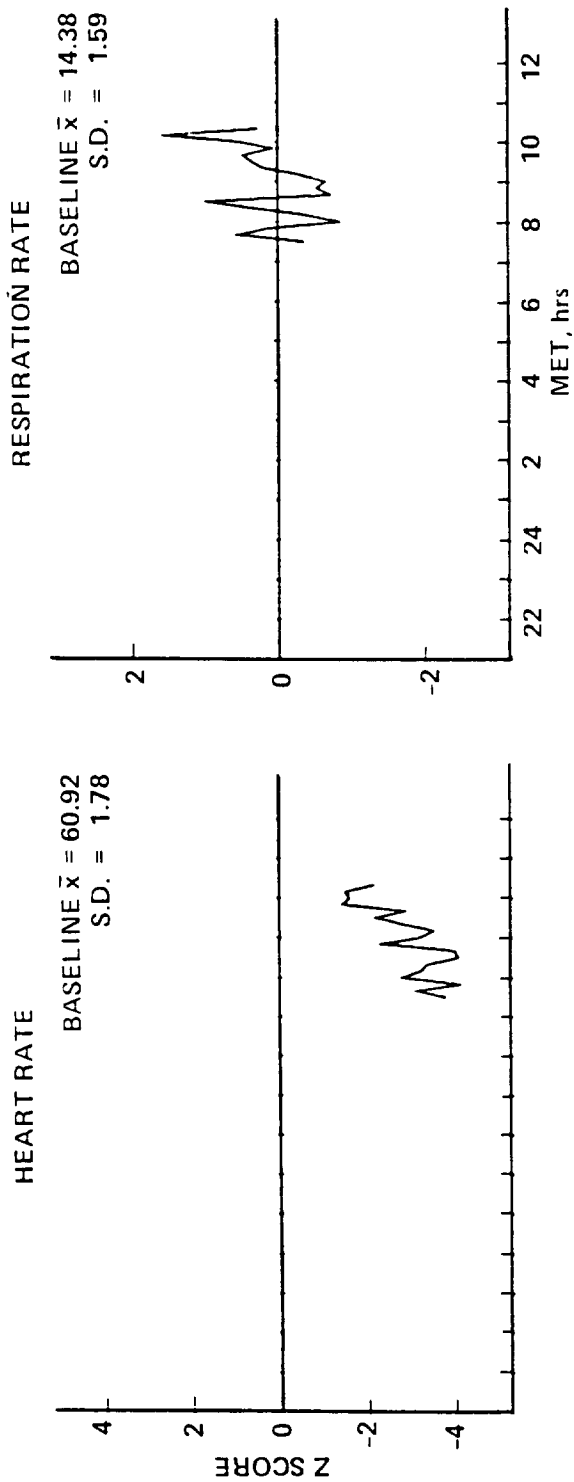 HEART RATE
BASELINE x̄ = 60.92
S.D. = 1.78
4
2
0
-2
-4
Z SCORE
RESPIRATION RATE
BASELINE x̄ = 14.38
S.D. = 1.59
2
0
-2
22 24 2 4 6 8 10 12
MET, hrs